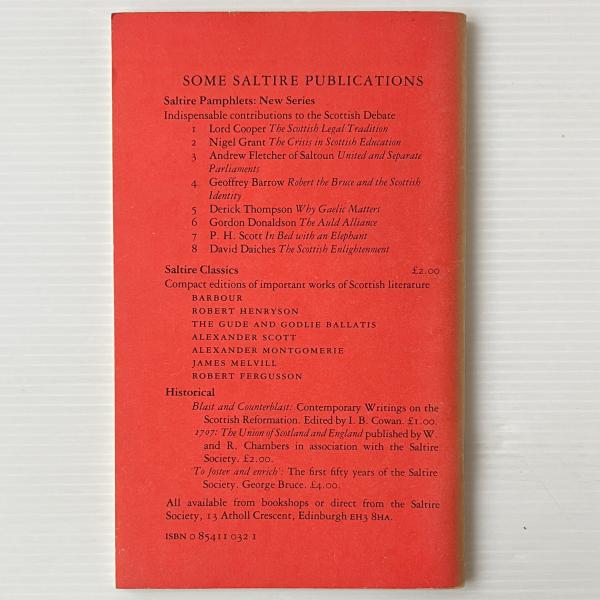 SOME SALTIRE PUBLICATIONS
Saltire Pamphlets: New Series
Indispensable contributions to the Scottish Debate
1 Lord Cooper The Scottish Legal Tradition
2 Nigel Grant The Crisis in Scottish Education
3 Andrew Fletcher of Saltoun United and Separate
Parliaments
4 Geoffrey Barrow Robert the Bruce and the Scottish
Identity
5 Derick Thompson Why Gaelic Matters
6 Gordon Donaldson The Auld Alliance
7 P. H. Scott In Bed with an Elephant
8 David Daiches The Scottish Enlightenment
Saltire Classics £2.00
Compact editions of important works of Scottish literature
BARBOUR
ROBERT HENRYSON
THE GUDE AND GODLIE BALLATIS
ALEXANDER SCOTT
ALEXANDER MONTGOMERIE
JAMES MELVILL
ROBERT FERGUSSON
Historical
Blast and Counterblast: Contemporary Writings on the
Scottish Reformation. Edited by I. B. Cowan. £1.00.
1707: The Union of Scotland and England published by W.
and R. Chambers in association with the Saltire
Society. £2.00.
'To foster and enrich': The first fifty years of the Saltire
Society. George Bruce. £4.00.
All available from bookshops or direct from the Saltire
Society, 13 Atholl Crescent, Edinburgh EH3 8HA.
ISBN 0 85411 032 1